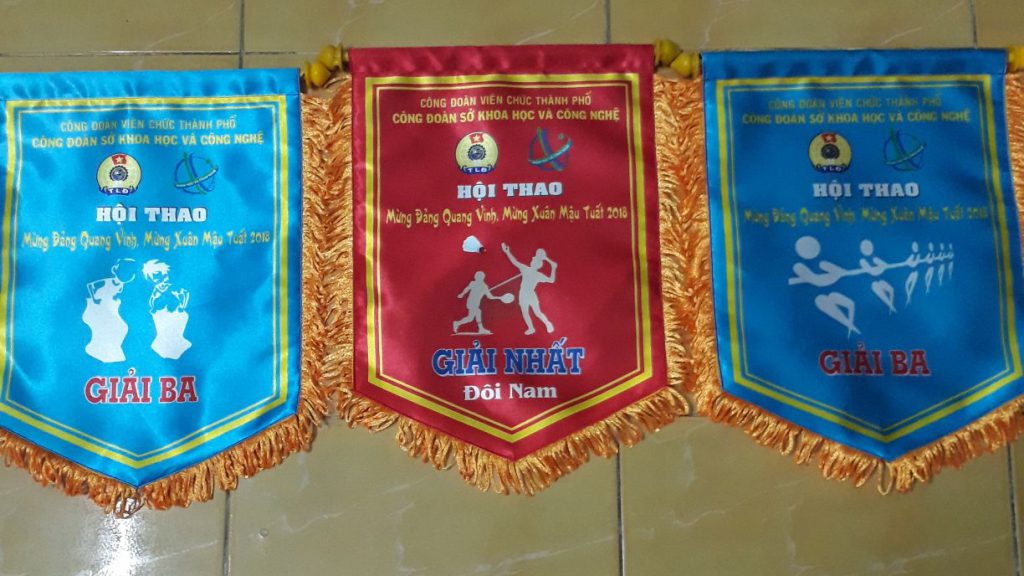 CÔNG ĐOÀN VIÊN CHỨC THÀNH PHỐ
CÔNG ĐOÀN SỞ KHOA HỌC VÀ CÔNG NGHỆ
TLĐ
HỘI THAO
Mừng Đảng Quang Vinh, Mừng Xuân Mậu Tuất 2018
GIẢI BA
CÔNG ĐOÀN VIÊN CHỨC THÀNH PHỐ
CÔNG ĐOÀN SỞ KHOA HỌC VÀ CÔNG NGHỆ
TLĐ
HỘI THAO
Mừng Đảng Quang Vinh, Mừng Xuân Mậu Tuất 2018
GIẢI NHẤT
Đôi Nam
CÔNG ĐOÀN VIÊN CHỨC THÀNH PHỐ
CÔNG ĐOÀN SỞ KHOA HỌC VÀ CÔNG NGHỆ
TLĐ
HỘI THAO
Mừng Đảng Quang Vinh, Mừng Xuân Mậu Tuất 2018
GIẢI BA